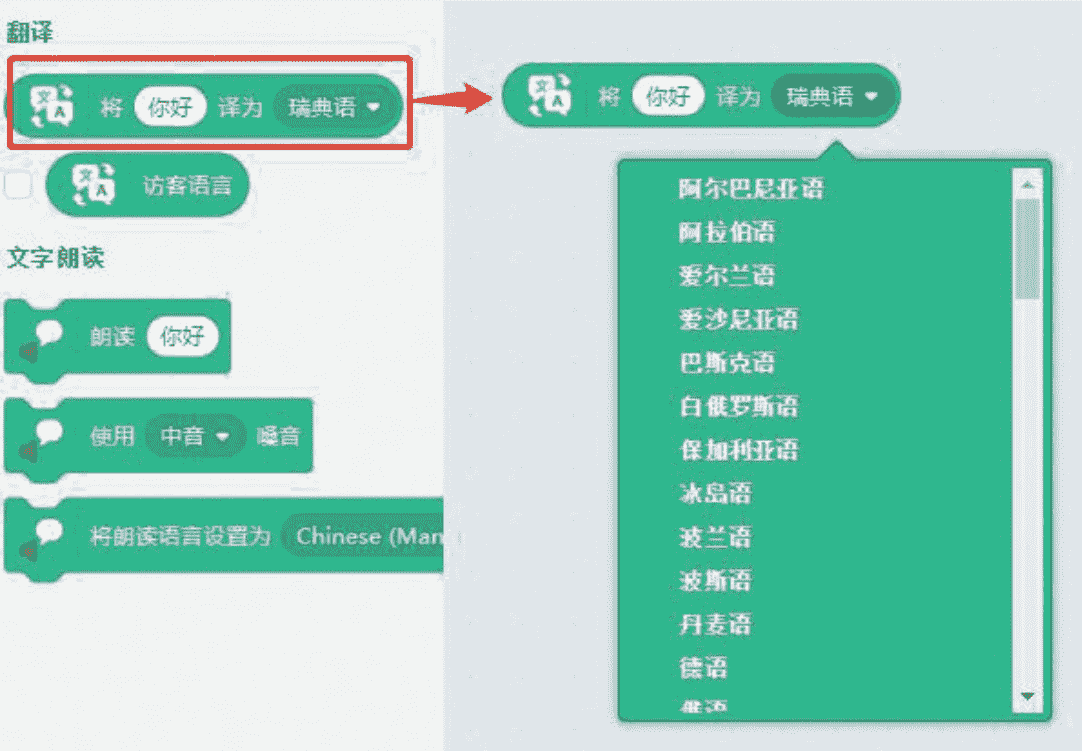 翻译
将 你好 译为 瑞典语
访客语言
文字朗读
朗读 你好
使用 中音 嗓音
将朗读语言设置为 Chinese (Man
将 你好 译为 瑞典语
阿尔巴尼亚语
阿拉伯语
爱尔兰语
爱沙尼亚语
巴斯克语
白俄罗斯语
保加利亚语
冰岛语
波兰语
波斯语
丹麦语
德语
俄语